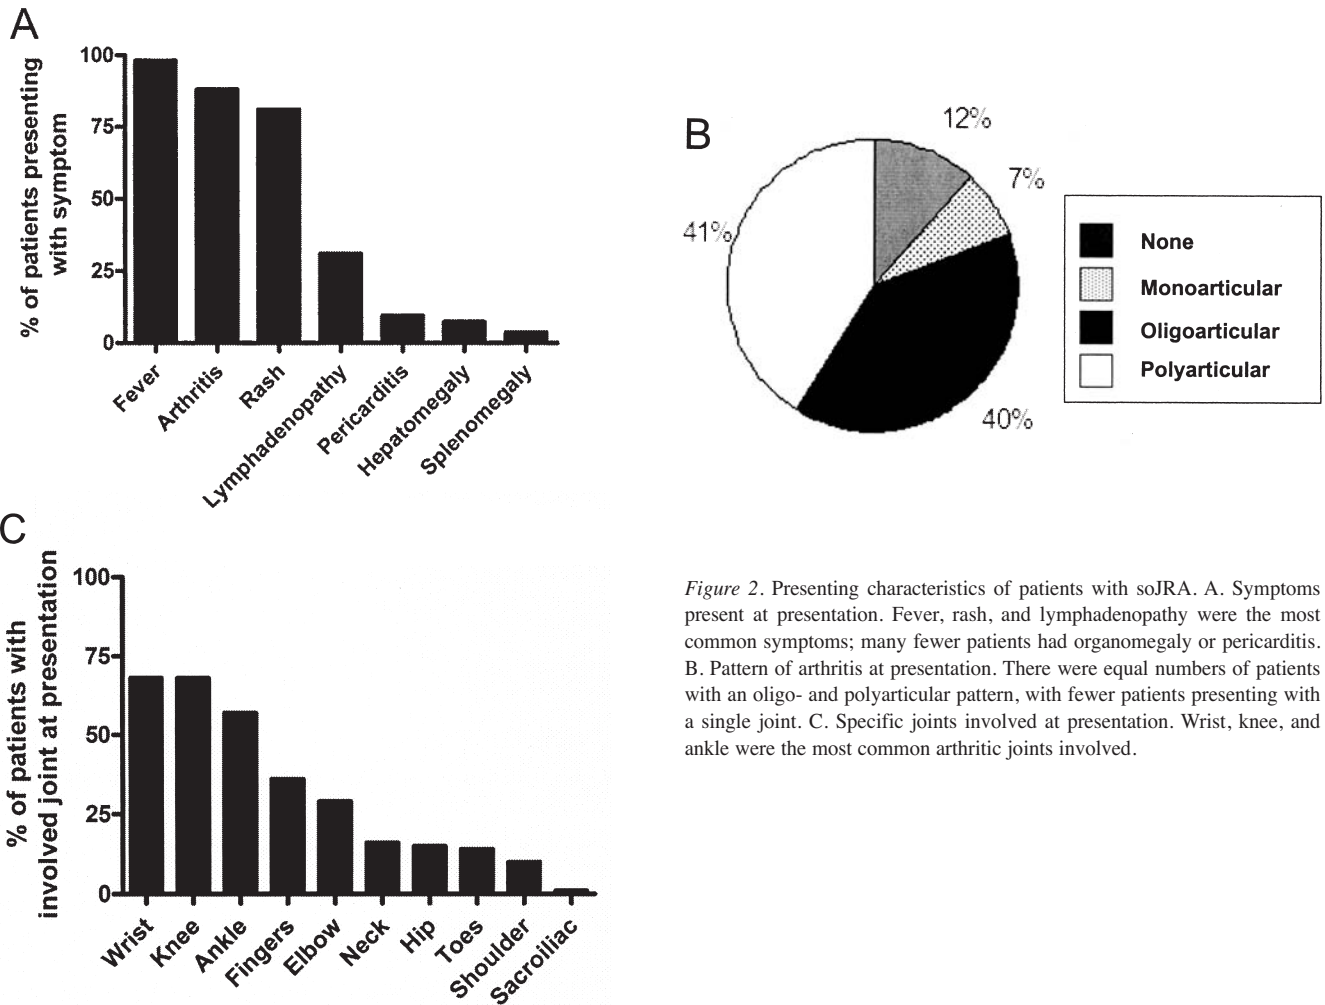 A
% of patients presenting
with symptom
100
75
50
25
0
Fever
Arthritis
Rash
Lymphadenopathy
Pericarditis
Hepatomegaly
Splenomegaly
B
12%
7%
41%
40%
None
Monoarticular
Oligoarticular
Polyarticular
C
% of patients with
involved joint at presentation
100
75
50
25
0
Wrist
Knee
Ankle
Fingers
Elbow
Neck
Hip
Toes
Shoulder
Sacroiliac
Figure 2. Presenting characteristics of patients with soJRA. A. Symptoms
present at presentation. Fever, rash, and lymphadenopathy were the most
common symptoms; many fewer patients had organomegaly or pericarditis.
B. Pattern of arthritis at presentation. There were equal numbers of patients
with an oligo- and polyarticular pattern, with fewer patients presenting with
a single joint. C. Specific joints involved at presentation. Wrist, knee, and
ankle were the most common arthritic joints involved.